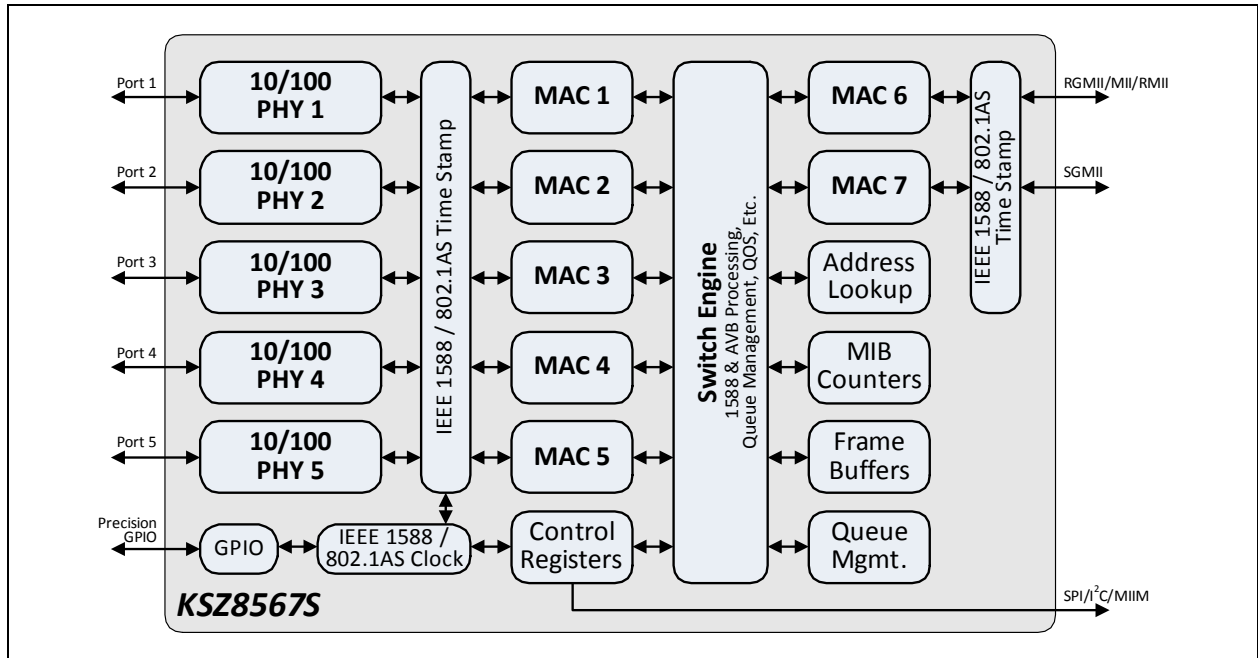 Port 1
10/100
PHY 1
MAC 1
MAC 6
RGMII/MII/RMII
Port 2
10/100
PHY 2
MAC 2
MAC 7
SGMII
Port 3
10/100
PHY 3
MAC 3
Address
Lookup
Port 4
10/100
PHY 4
MAC 4
MIB
Counters
Port 5
10/100
PHY 5
MAC 5
Frame
Buffers
IEEE 1588 / 802.1AS Time Stamp
Switch Engine
1588 & AVB Processing,
Queue Management, QOS, Etc.
IEEE 1588 / 802.1AS
Time Stamp
Precision
GPIO
GPIO
IEEE 1588 /
802.1AS Clock
Control
Registers
Queue
Mgmt.
KSZ8567S
SPI/I²C/MIIM